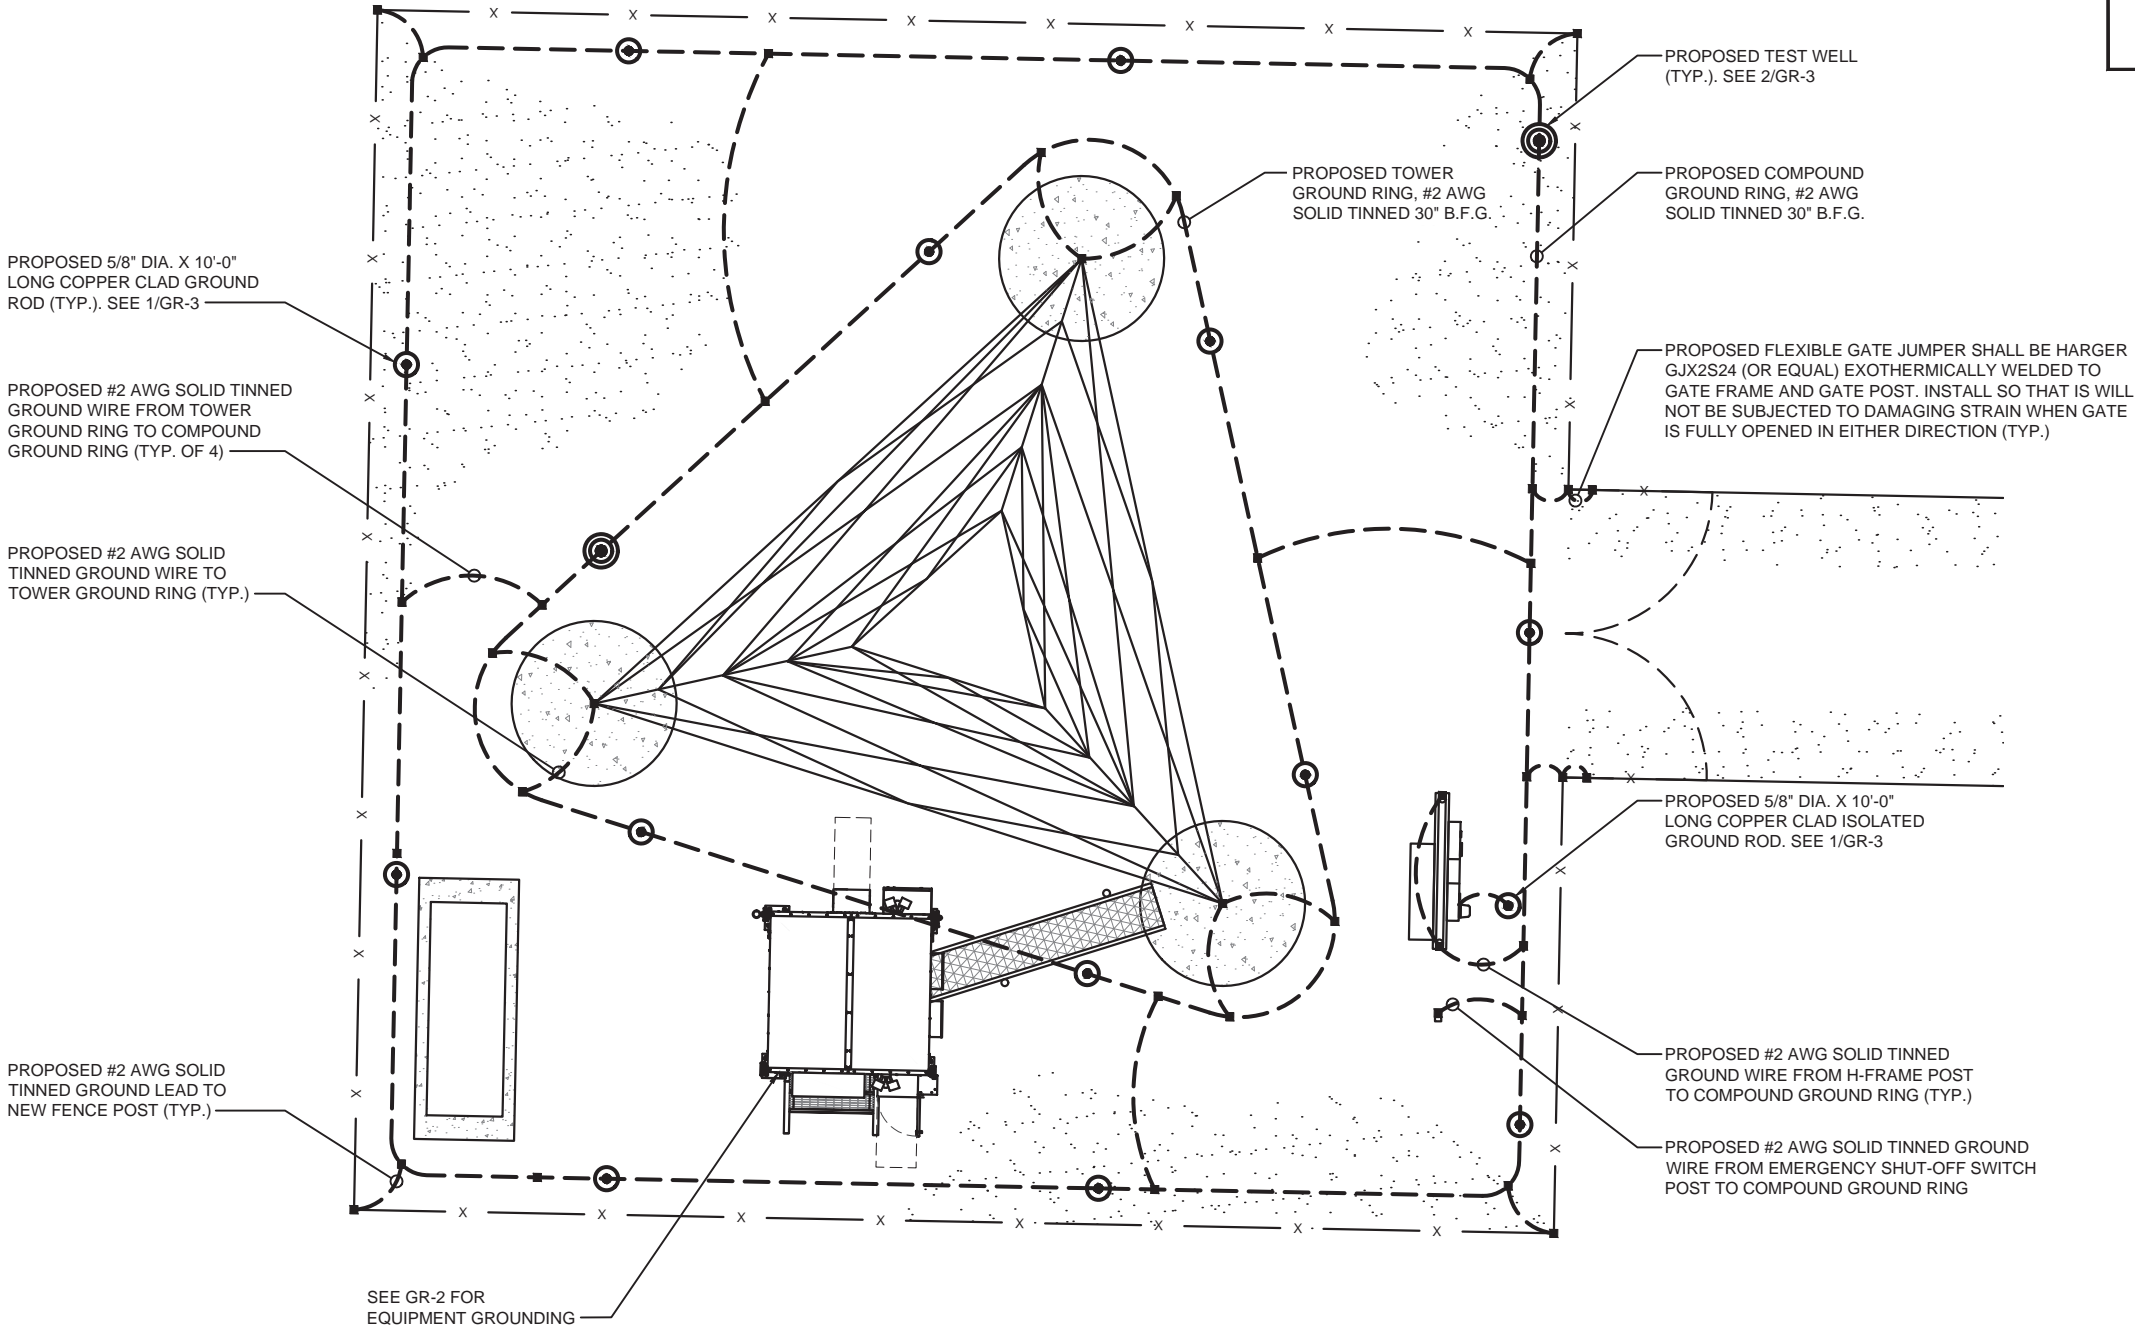 PROPOSED TEST WELL
(TYP.). SEE 2/GR-3
PROPOSED TOWER
GROUND RING, #2 AWG
SOLID TINNED 30" B.F.G.
PROPOSED COMPOUND
GROUND RING, #2 AWG
SOLID TINNED 30" B.F.G.
PROPOSED 5/8" DIA. X 10'-0"
LONG COPPER CLAD GROUND
ROD (TYP.). SEE 1/GR-3
PROPOSED FLEXIBLE GATE JUMPER SHALL BE HARGER
GJX2S24 (OR EQUAL) EXOTHERMICALLY WELDED TO
GATE FRAME AND GATE POST. INSTALL SO THAT IS WILL
NOT BE SUBJECTED TO DAMAGING STRAIN WHEN GATE
IS FULLY OPENED IN EITHER DIRECTION (TYP.)
PROPOSED #2 AWG SOLID TINNED
GROUND WIRE FROM TOWER
GROUND RING TO COMPOUND
GROUND RING (TYP. OF 4)
PROPOSED #2 AWG SOLID
TINNED GROUND WIRE TO
TOWER GROUND RING (TYP.)
PROPOSED 5/8" DIA. X 10'-0"
LONG COPPER CLAD ISOLATED
GROUND ROD. SEE 1/GR-3
PROPOSED #2 AWG SOLID TINNED
GROUND WIRE FROM H-FRAME POST
TO COMPOUND GROUND RING (TYP.)
PROPOSED #2 AWG SOLID
TINNED GROUND LEAD TO
NEW FENCE POST (TYP.)
PROPOSED #2 AWG SOLID TINNED GROUND
WIRE FROM EMERGENCY SHUT-OFF SWITCH
POST TO COMPOUND GROUND RING
SEE GR-2 FOR
EQUIPMENT GROUNDING